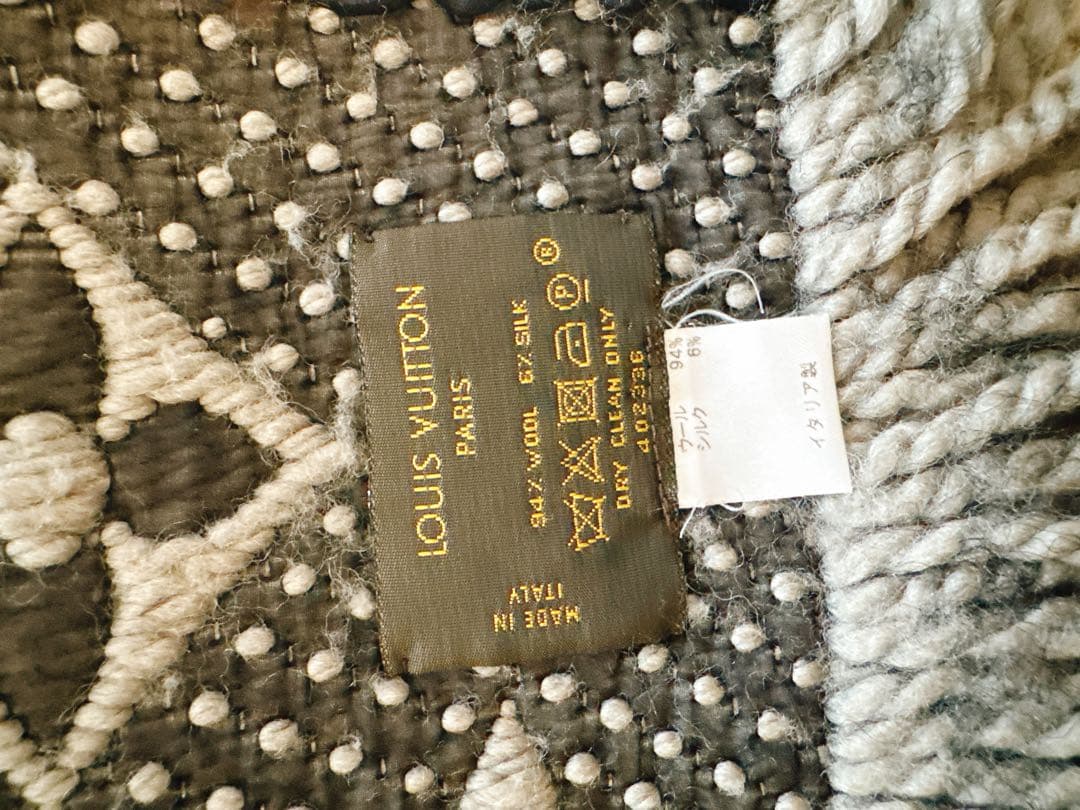 LOUIS VUITTON
PARIS
94% WOOL 6% SILK
DRY CLEAN ONLY
402336
MADE IN
ITALY
ウール 94%
シルク 6%
イタリア製